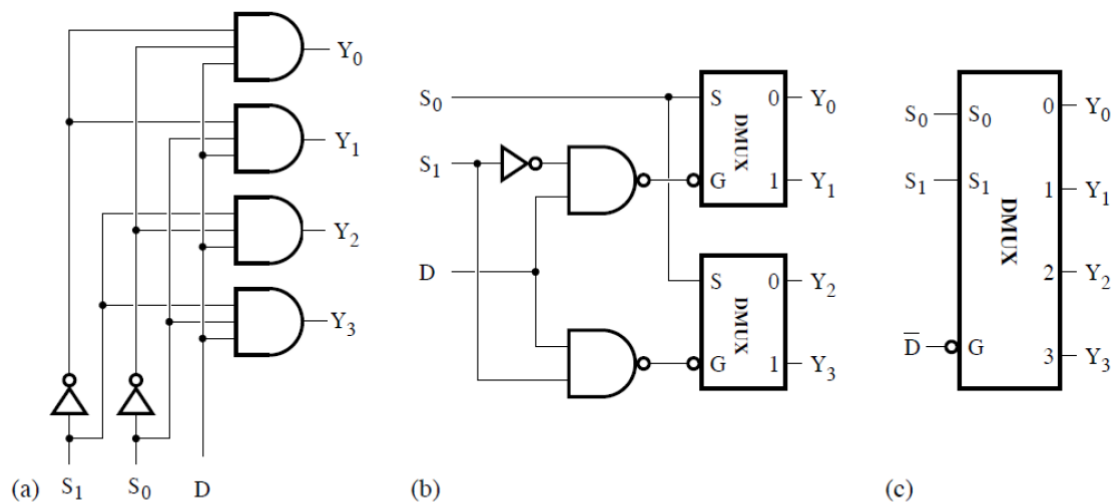 Y0
Y1
Y2
Y3
(a) S1 S0 D
S0
S1
D
S 0 Y0
DMUX
G 1 Y1
S 0 Y2
DMUX
G 1 Y3
(b)
S0 S0 0 Y0
S1 S1 1 Y1
DMUX
2 Y2
D̅ G 3 Y3
(c)